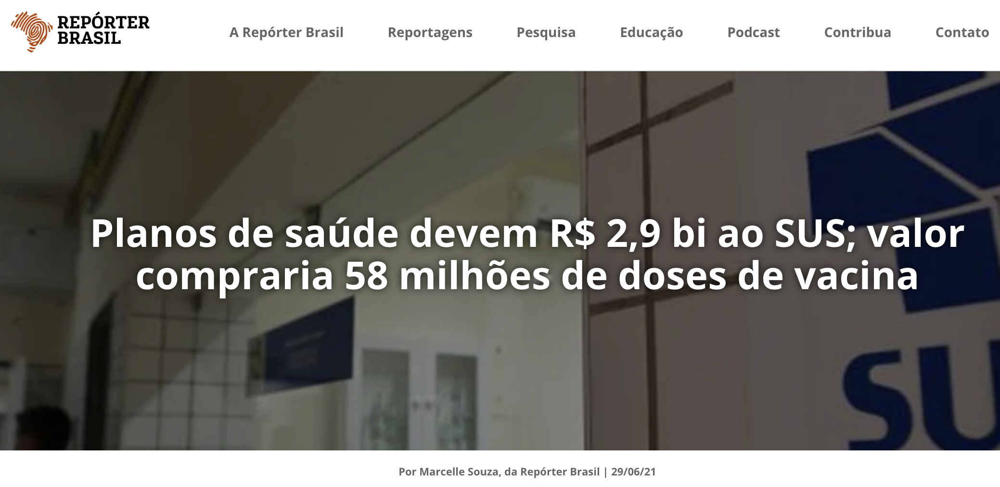 REPÓRTER
BRASIL
A Repórter Brasil Reportagens Pesquisa Educação Podcast Contribua Contato
Planos de saúde devem R$ 2,9 bi ao SUS; valor
compraria 58 milhões de doses de vacina
SU
Por Marcelle Souza, da Repórter Brasil | 29/06/21